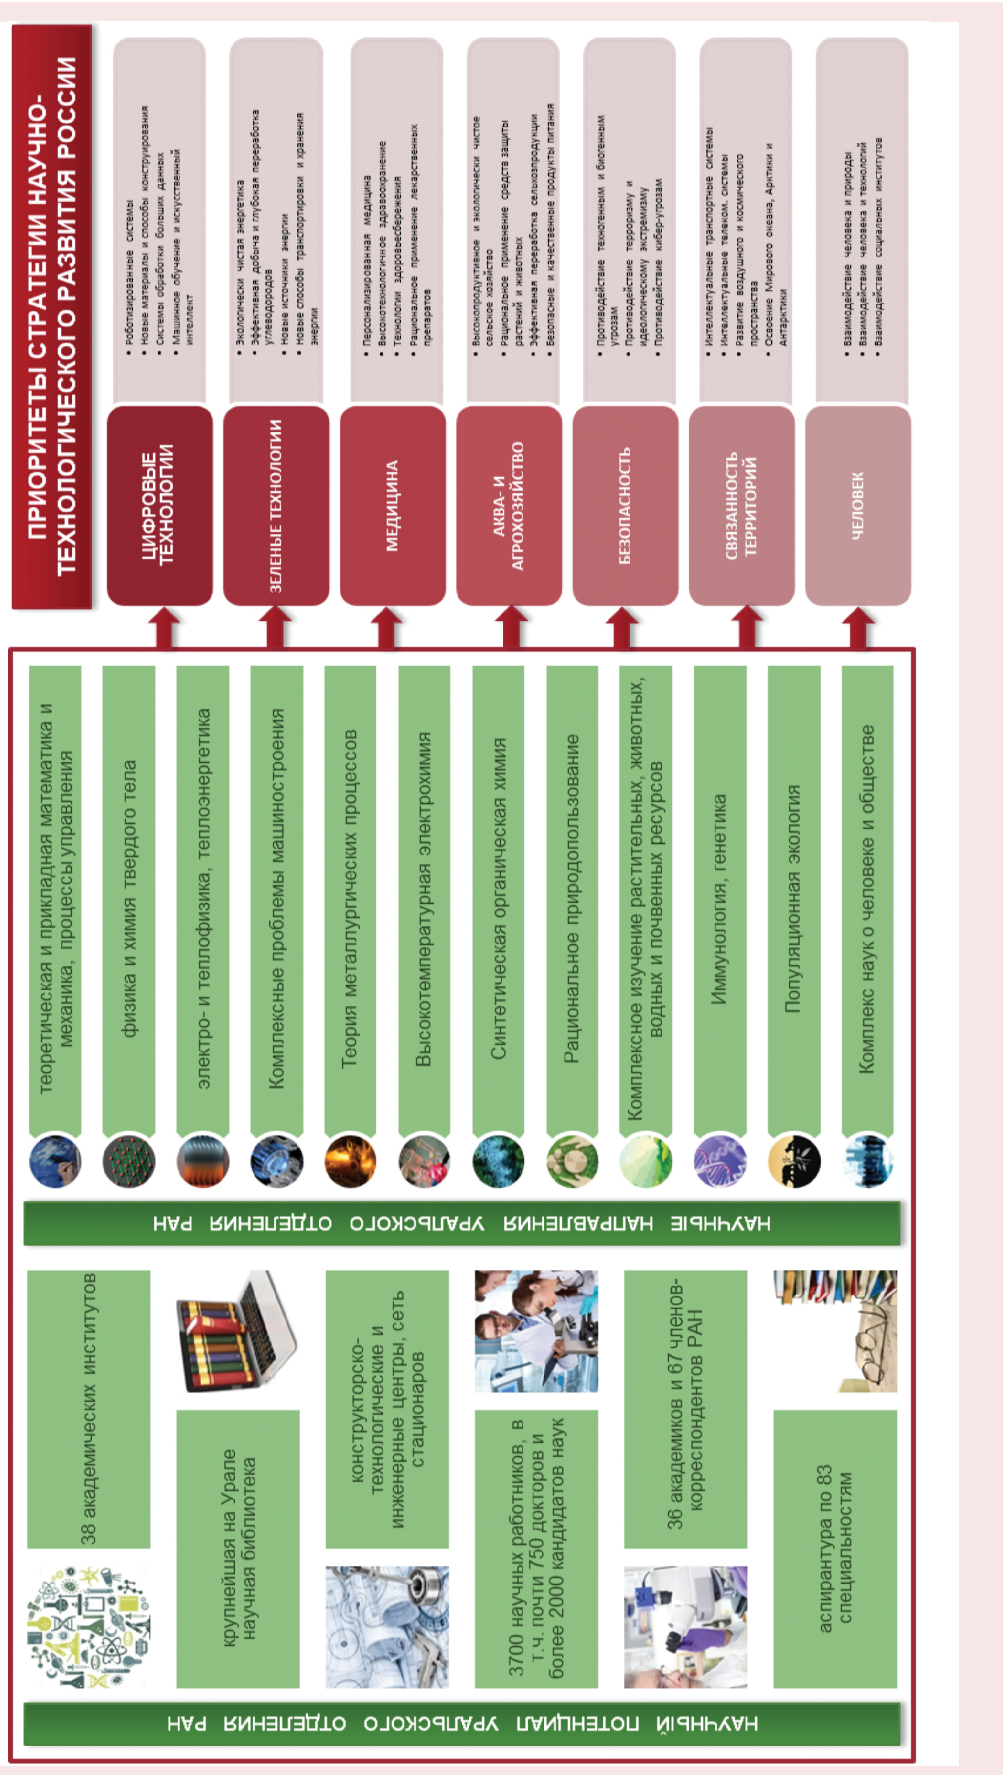 НАУЧНЫЙ ПОТЕНЦИАЛ УРАЛЬСКОГО ОТДЕЛЕНИЯ РАН
38 академических институтов
крупнейшая на Урале
научная библиотека
конструкторско-
технологические и
инженерные центры, сеть
стационаров
3700 научных работников, в
т.ч. почти 750 докторов и
более 2000 кандидатов наук
36 академиков и 67 членов-
корреспондентов РАН
аспирантура по 83
специальностям
НАУЧНЫЕ НАПРАВЛЕНИЯ УРАЛЬСКОГО ОТДЕЛЕНИЯ РАН
теоретическая и прикладная математика и
механика, процессы управления
физика и химия твердого тела
электро- и теплофизика, теплоэнергетика
Комплексные проблемы машиностроения
Теория металлургических процессов
Высокотемпературная электрохимия
Синтетическая органическая химия
Рациональное природопользование
Комплексное изучение растительных, животных,
водных и почвенных ресурсов
Иммунология, генетика
Популяционная экология
Комплекс наук о человеке и обществе
ПРИОРИТЕТЫ СТРАТЕГИИ НАУЧНО-
ТЕХНОЛОГИЧЕСКОГО РАЗВИТИЯ РОССИИ
ЦИФРОВЫЕ
ТЕХНОЛОГИИ
• Роботизированные системы
• Новые материалы и способы конструирования
• Системы обработки больших данных
• Машинное обучение и искусственный
интеллект
ЗЕЛЕНЫЕ ТЕХНОЛОГИИ
• Экологически чистая энергетика
• Эффективная добыча и глубокая переработка
углеводородов
• Новые источники энергии
• Новые способы транспортировки и хранения
энергии
МЕДИЦИНА
• Персонализированная медицина
• Высокотехнологичное здравоохранение
• Технологии здоровьесбережения
• Рациональное применение лекарственных
препаратов
АКВА- И
АГРОХОЗЯЙСТВО
• Высокопродуктивное и экологически чистое
сельское хозяйство
• Рациональное применение средств защиты
растений и животных
• Эффективная переработка сельхозпродукции
• Безопасные и качественные продукты питания
БЕЗОПАСНОСТЬ
• Противодействие техногенным и биогенным
угрозам
• Противодействие терроризму и
идеологическому экстремизму
• Противодействие кибер-угрозам
СВЯЗАННОСТЬ
ТЕРРИТОРИЙ
• Интеллектуальные транспортные системы
• Интеллектуальные телеком. системы
• Развитие воздушного и космического
пространства
• Освоение Мирового океана, Арктики и
Антарктики
ЧЕЛОВЕК
• Взаимодействие человека и природы
• Взаимодействие человека и технологий
• Взаимодействие социальных институтов